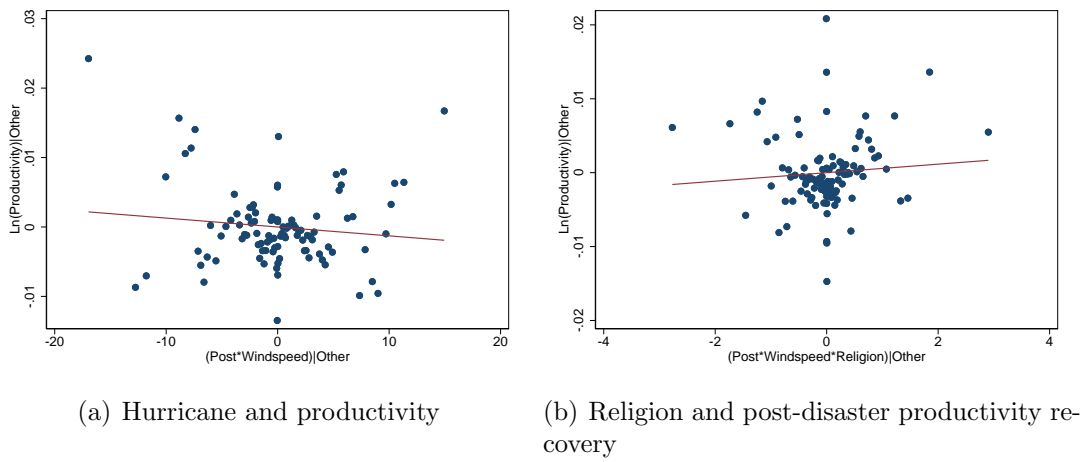 .03
.02
.01
0
-.01
Ln(Productivity)|Other
-20
-10
0
10
20
(Post*Windspeed)|Other
(a) Hurricane and productivity
.02
.01
0
-.01
-.02
Ln(Productivity)|Other
-4
-2
0
2
4
(Post*Windspeed*Religion)|Other
(b) Religion and post-disaster productivity re-
covery